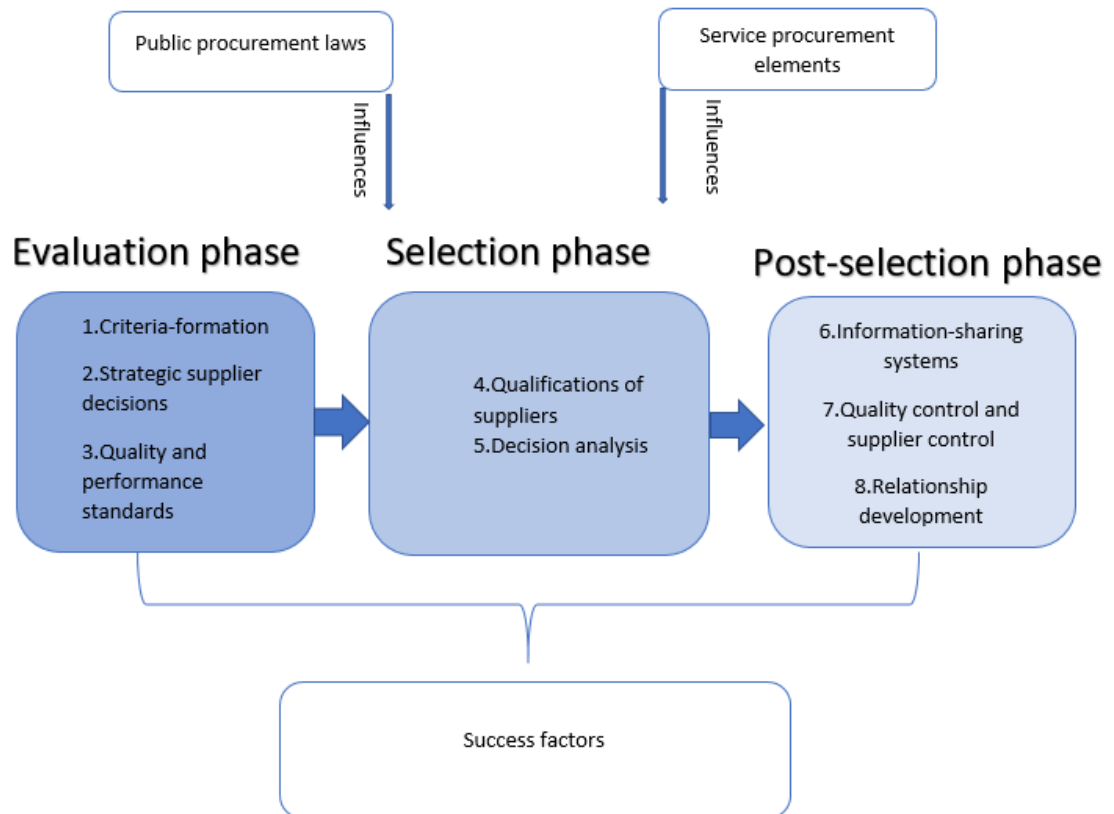 Public procurement laws
Service procurement
elements
Influences
Influences
Evaluation phase
Selection phase
Post-selection phase
1.Criteria-formation
2.Strategic supplier
decisions
3.Quality and
performance
standards
4.Qualifications of
suppliers
5.Decision analysis
6.Information-sharing
systems
7.Quality control and
supplier control
8.Relationship
development
Success factors